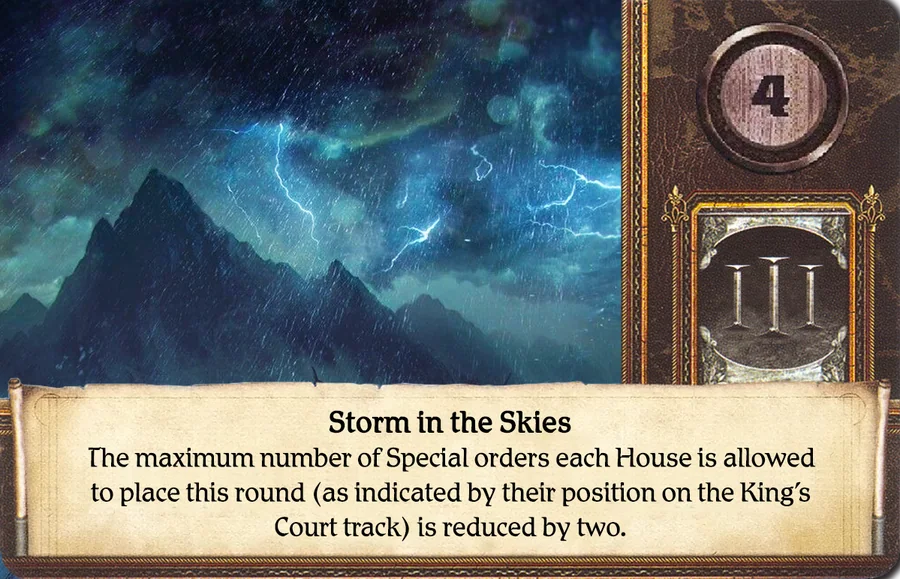 4
III
Storm in the Skies
The maximum number of Special orders each House is allowed
to place this round (as indicated by their position on the King's
Court track) is reduced by two.